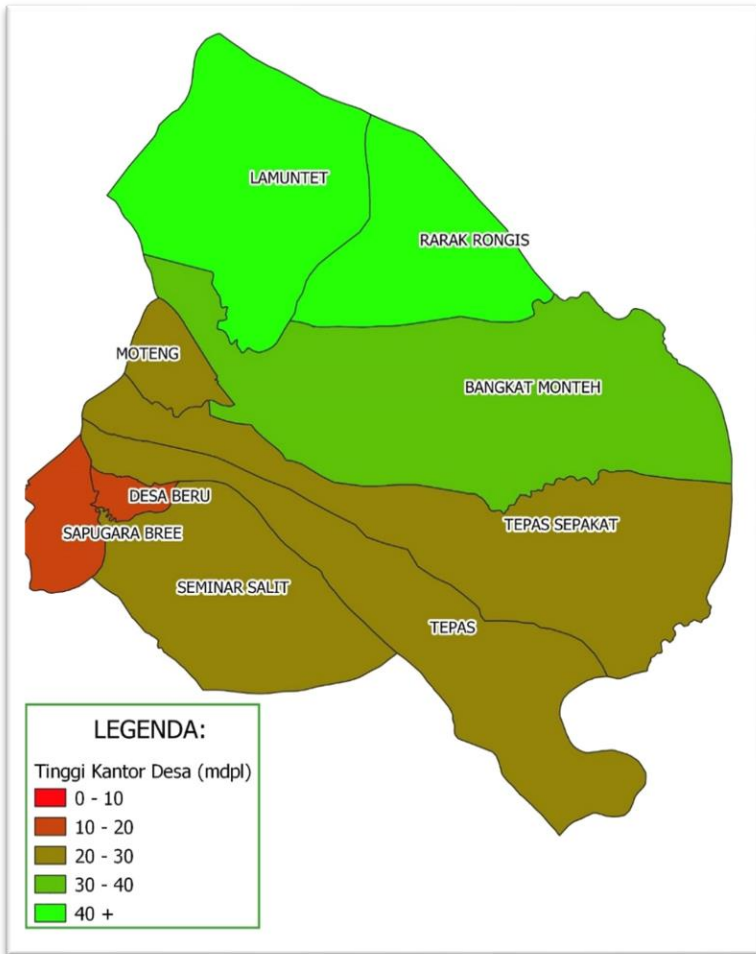 LAMUNTET
RARAK RONGIS
MOTENG
BANGKAT MONTEH
DESA BERU
TEPAS SEPAKAT
SAPUGARA BREE
SEMINAR SALIT
TEPAS
LEGENDA:
Tinggi Kantor Desa (mdpl)
0 - 10
10 - 20
20 - 30
30 - 40
40 +